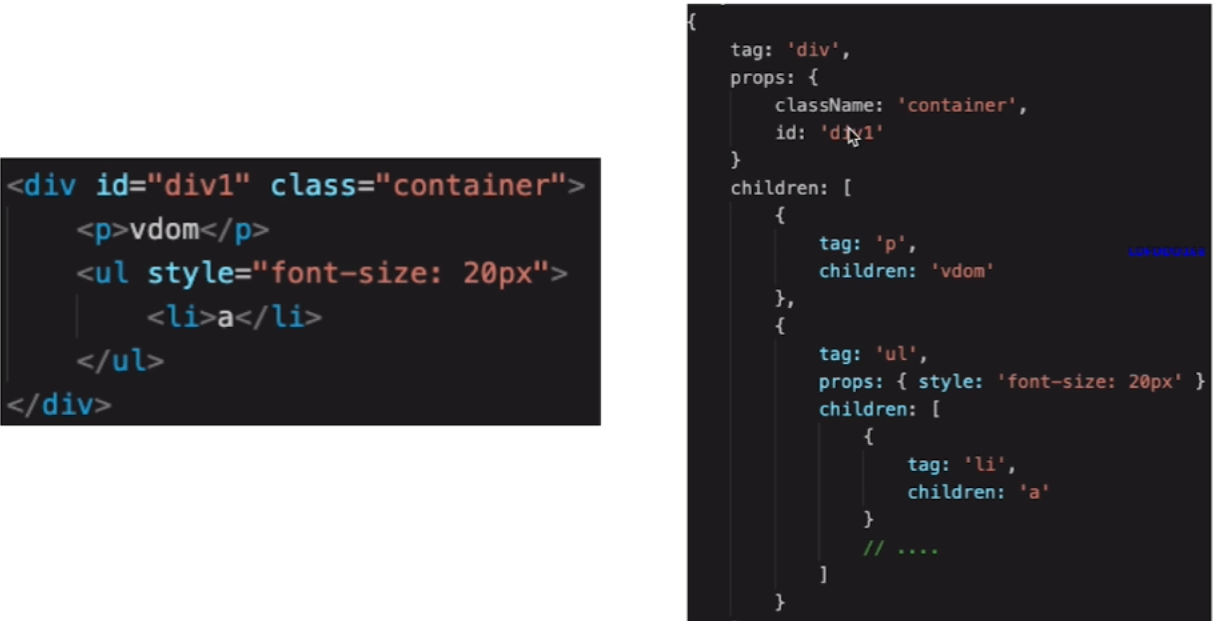 <div id="div1" class="container">
<p>vdom</p>
<ul style="font-size: 20px">
<li>a</li>
</ul>
</div>
{
tag: 'div',
props: {
className: 'container',
id: 'div1'
}
children: [
{
tag: 'p',
children: 'vdom'
},
{
tag: 'ul',
props: { style: 'font-size: 20px' }
children: [
{
tag: 'li',
children: 'a'
}
// ....
]
}